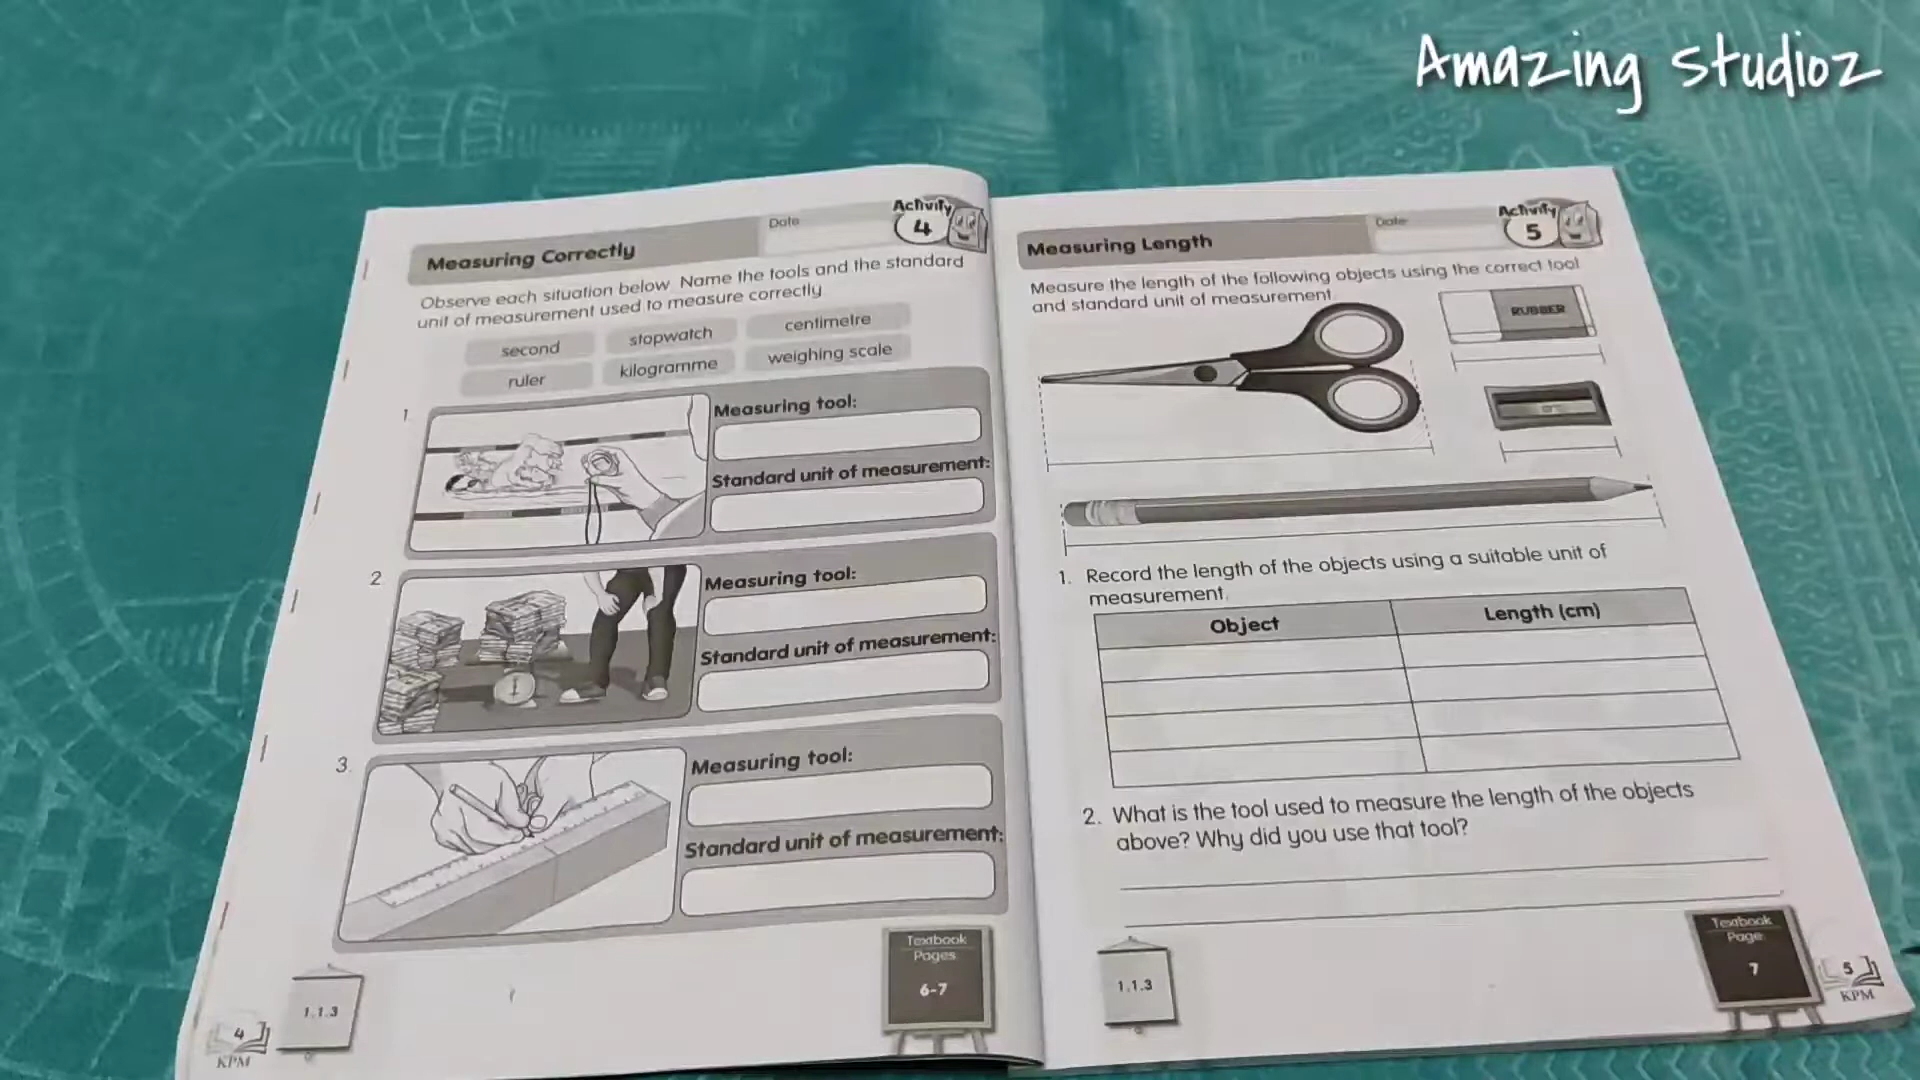 Amazing studioz
Measuring Correctly
Date
Activity
4
Observe each situation below. Name the tools and the standard
unit of measurement used to measure correctly.
second
stopwatch
centimetre
ruler
kilogramme
weighing scale
1.
Measuring tool:
Standard unit of measurement:
2.
Measuring tool:
Standard unit of measurement:
3.
Measuring tool:
Standard unit of measurement:
Textbook
Pages
6-7
1.1.3
4
KPM
Measuring Length
Date
Activity
5
Measure the length of the following objects using the correct tool
and standard unit of measurement.
RUBBER
1. Record the length of the objects using a suitable unit of
measurement.
Object
Length (cm)
2. What is the tool used to measure the length of the objects
above? Why did you use that tool?
1.1.3
Textbook
Page
7
5
KPM